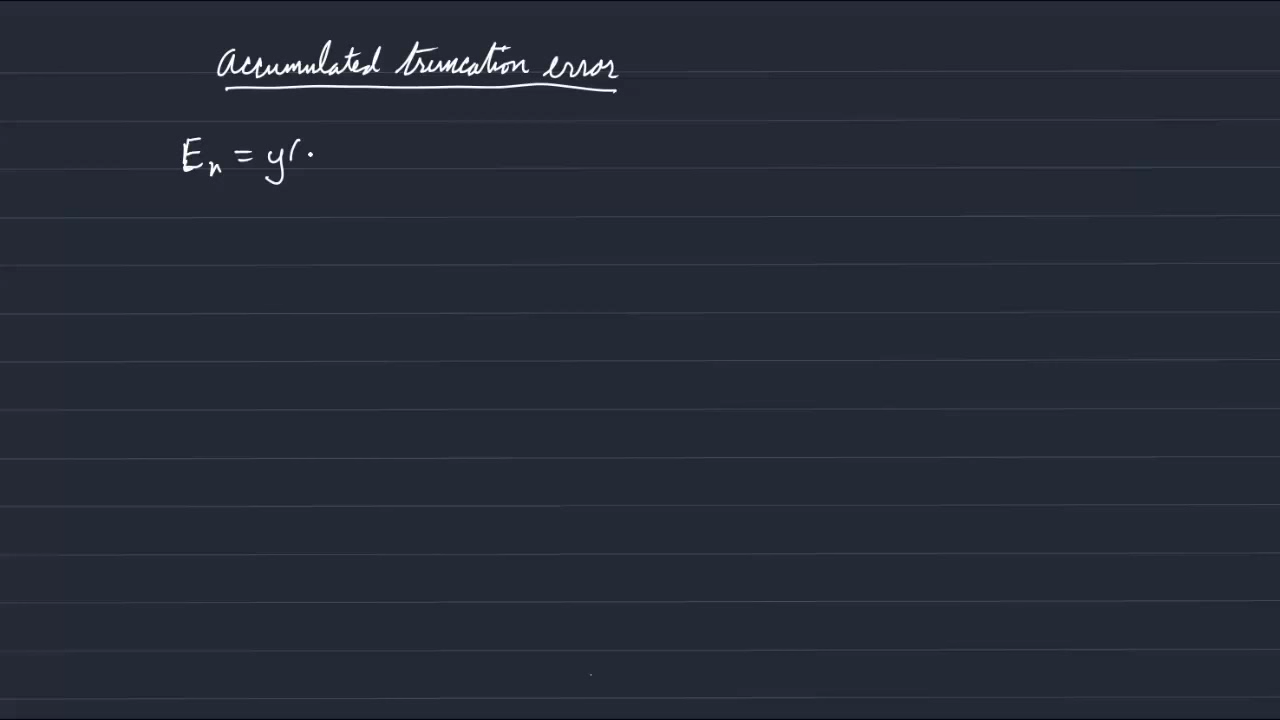 Accumulated truncation error
E_n = y(